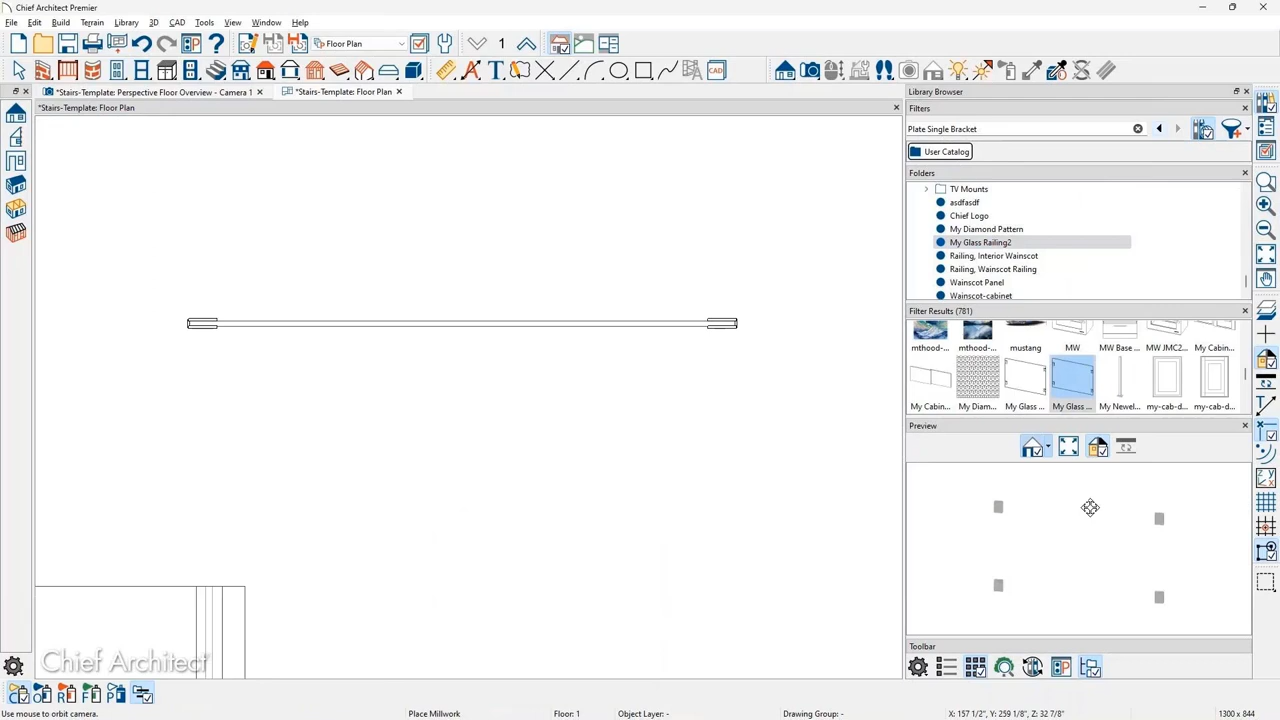 Chief Architect Premier
File Edit Build Terrain Library 3D CAD Tools View Window Help
Floor Plan 1
CAD
*Stairs-Template: Perspective Floor Overview - Camera 1
*Stairs-Template: Floor Plan
*Stairs-Template: Floor Plan
Library Browser
Filters
Plate Single Bracket
User Catalog
Folders
TV Mounts
asdfasdf
Chief Logo
My Diamond Pattern
My Glass Railing2
Railing, Interior Wainscot
Railing, Wainscot Railing
Wainscot Panel
Wainscot-cabinet
Filter Results (781)
mthood-... mthood-... mustang MW MW Base ... MW JMC2... My Cabin...
My Cabin... My Diam... My Glass ... My Glass ... My Newel... my-cab-d... my-cab-d...
Preview
Toolbar
Chief Architect
Use mouse to orbit camera. Place Millwork Floor: 1 Object Layer: - Drawing Group: - X: 157 1/2", Y: 259 1/8", Z: 32 7/8" 1300 x 844